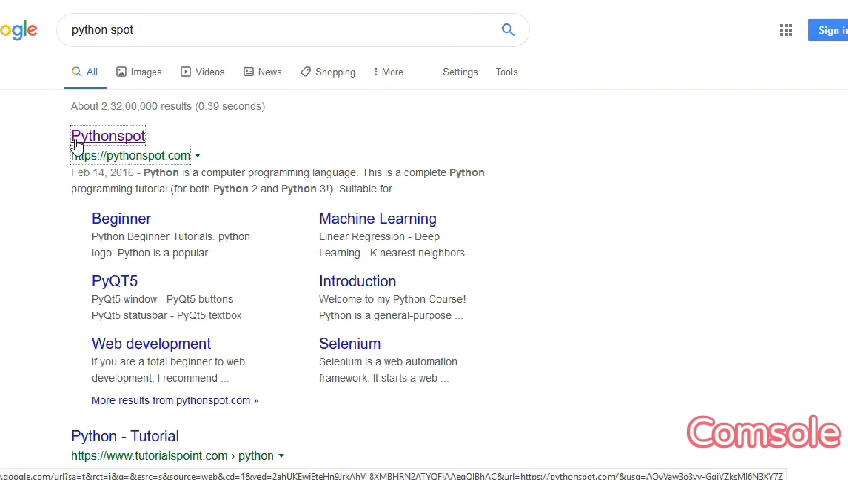 ogle python spot Sign i
All Images Videos News Shopping More Settings Tools
About 2,32,00,000 results (0.39 seconds)
Pythonspot
https://pythonspot.com
Feb 14, 2016 - Python is a computer programming language. This is a complete Python
programming tutorial (for both Python 2 and Python 3!). Suitable for
Beginner
Python Beginner Tutorials. python
logo. Python is a popular
Machine Learning
Linear Regression - Deep
Learning - K nearest neighbors
PyQT5
PyQt5 window - PyQt5 buttons
PyQt5 statusbar - PyQt5 textbox
Introduction
Welcome to my Python Course!
Python is a general-purpose ...
Web development
If you are a total beginner to web
development, I recommend ...
Selenium
Selenium is a web automation
framework. It starts a web ...
More results from pythonspot.com »
Python - Tutorial
https://www.tutorialspoint.com › python
Comsole